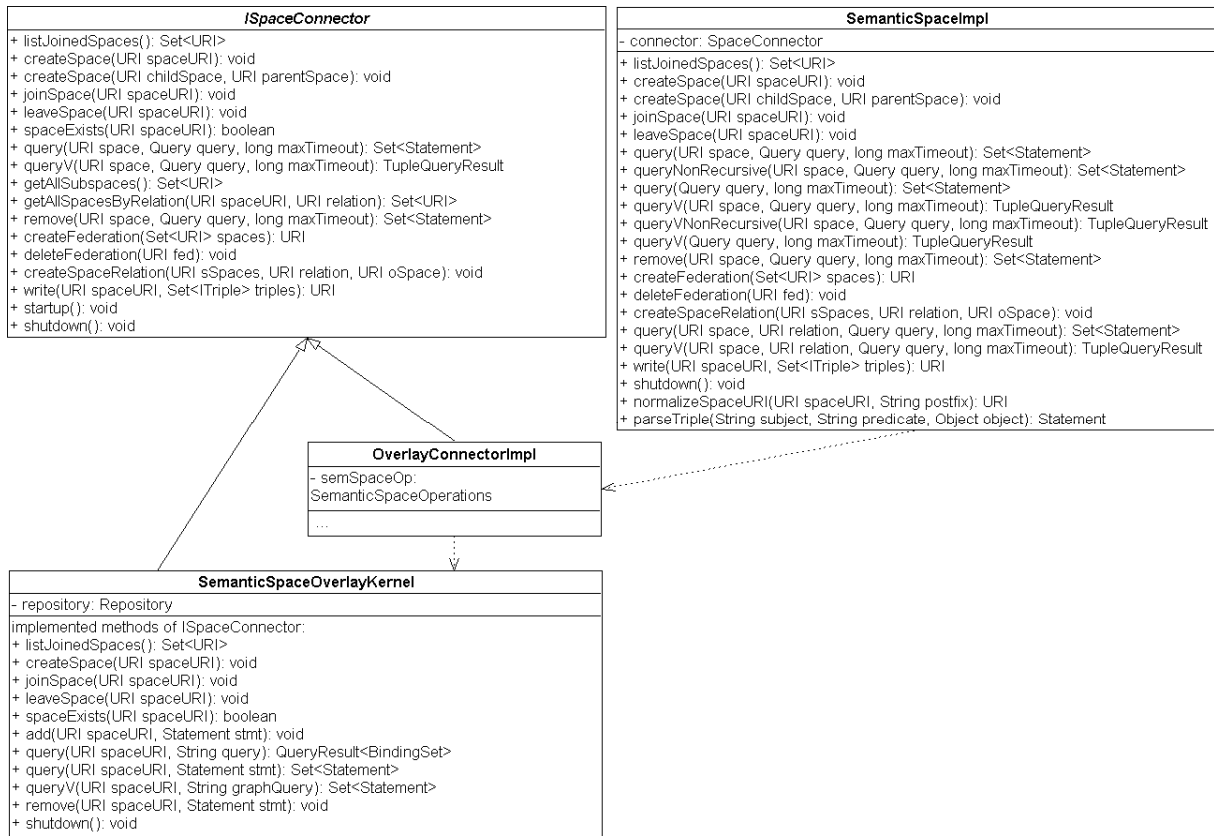 ISpaceConnector
+ listJoinedSpaces(): Set<URI>
+ createSpace(URI spaceURI): void
+ createSpace(URI childSpace, URI parentSpace): void
+ joinSpace(URI spaceURI): void
+ leaveSpace(URI spaceURI): void
+ spaceExists(URI spaceURI): boolean
+ query(URI space, Query query, long maxTimeout): Set<Statement>
+ queryV(URI space, Query query, long maxTimeout): TupleQueryResult
+ getAllSubspaces(): Set<URI>
+ getAllSpacesByRelation(URI spaceURI, URI relation): Set<URI>
+ remove(URI space, Query query, long maxTimeout): Set<Statement>
+ createFederation(Set<URI> spaces): URI
+ deleteFederation(URI fed): void
+ createSpaceRelation(URI sSpaces, URI relation, URI oSpace): void
+ write(URI spaceURI, Set<ITriple> triples): URI
+ startup(): void
+ shutdown(): void
SemanticSpaceImpl
- connector: SpaceConnector
+ listJoinedSpaces(): Set<URI>
+ createSpace(URI spaceURI): void
+ createSpace(URI childSpace, URI parentSpace): void
+ joinSpace(URI spaceURI): void
+ leaveSpace(URI spaceURI): void
+ query(URI space, Query query, long maxTimeout): Set<Statement>
+ queryNonRecursive(URI space, Query query, long maxTimeout): Set<Statement>
+ query(Query query, long maxTimeout): Set<Statement>
+ queryV(URI space, Query query, long maxTimeout): TupleQueryResult
+ queryVNonRecursive(URI space, Query query, long maxTimeout): TupleQueryResult
+ queryV(Query query, long maxTimeout): TupleQueryResult
+ remove(URI space, Query query, long maxTimeout): Set<Statement>
+ createFederation(Set<URI> spaces): URI
+ deleteFederation(URI fed): void
+ createSpaceRelation(URI sSpaces, URI relation, URI oSpace): void
+ query(URI space, URI relation, Query query, long maxTimeout): Set<Statement>
+ queryV(URI space, URI relation, Query query, long maxTimeout): TupleQueryResult
+ write(URI spaceURI, Set<ITriple> triples): URI
+ shutdown(): void
+ normalizeSpaceURI(URI spaceURI, String postfix): URI
+ parseTriple(String subject, String predicate, Object object): Statement
OverlayConnectorImpl
- semSpaceOp:
SemanticSpaceOperations
...
SemanticSpaceOverlayKernel
- repository: Repository
implemented methods of ISpaceConnector:
+ listJoinedSpaces(): Set<URI>
+ createSpace(URI spaceURI): void
+ joinSpace(URI spaceURI): void
+ leaveSpace(URI spaceURI): void
+ spaceExists(URI spaceURI): boolean
+ add(URI spaceURI, Statement stmt): void
+ query(URI spaceURI, String query): QueryResult<BindingSet>
+ query(URI spaceURI, Statement stmt): Set<Statement>
+ queryV(URI spaceURI, String graphQuery): Set<Statement>
+ remove(URI spaceURI, Statement stmt): void
+ shutdown(): void